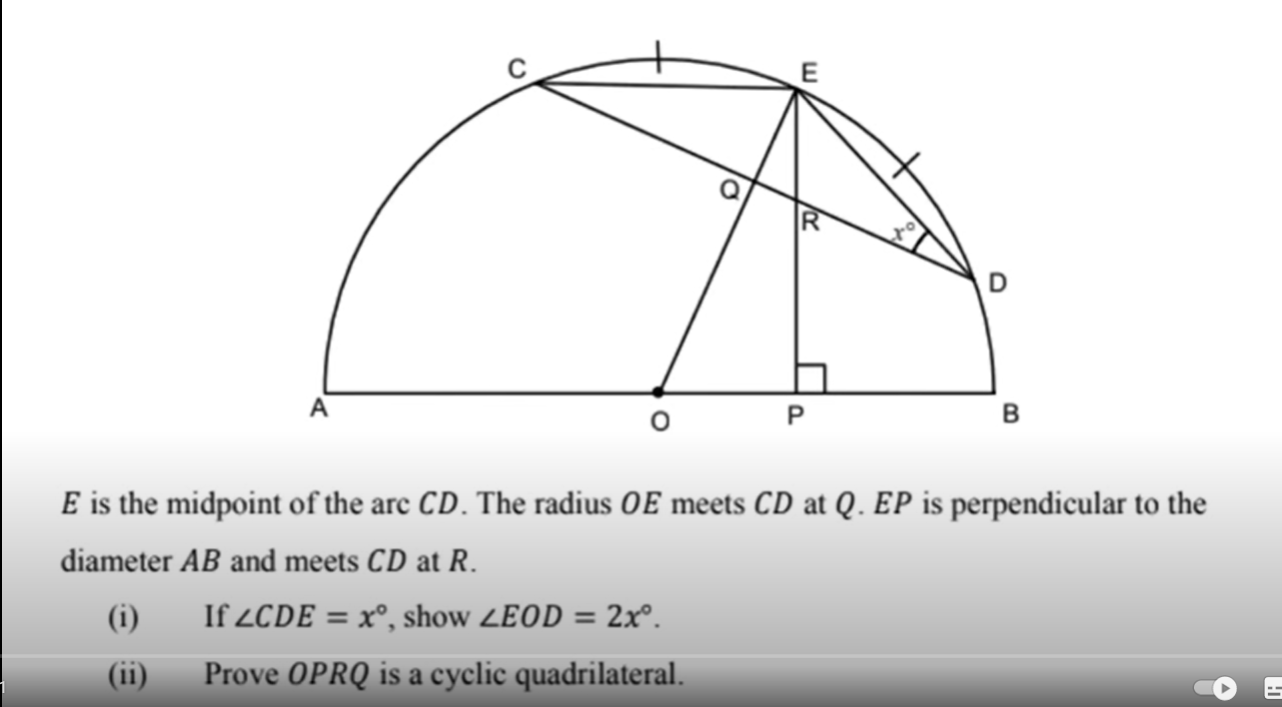 C
E
Q
R
x°
D
A
O
P
B
E is the midpoint of the arc CD. The radius OE meets CD at Q. EP is perpendicular to the
diameter AB and meets CD at R.
(i) If ∠CDE = x°, show ∠EOD = 2x°.
(ii) Prove OPRQ is a cyclic quadrilateral.